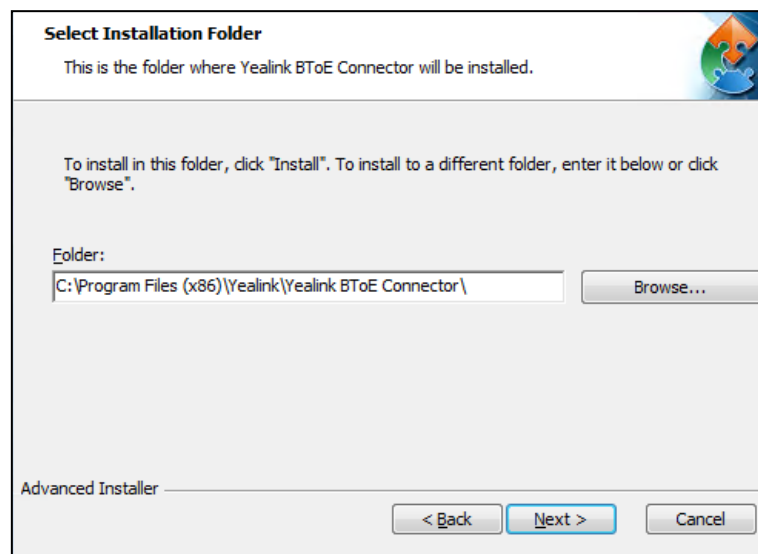 Select Installation Folder
This is the folder where Yealink BToE Connector will be installed.
To install in this folder, click "Install". To install to a different folder, enter it below or click
"Browse".
Folder:
C:\Program Files (x86)\Yealink\Yealink BToE Connector\
Browse...
Advanced Installer
< Back
Next >
Cancel